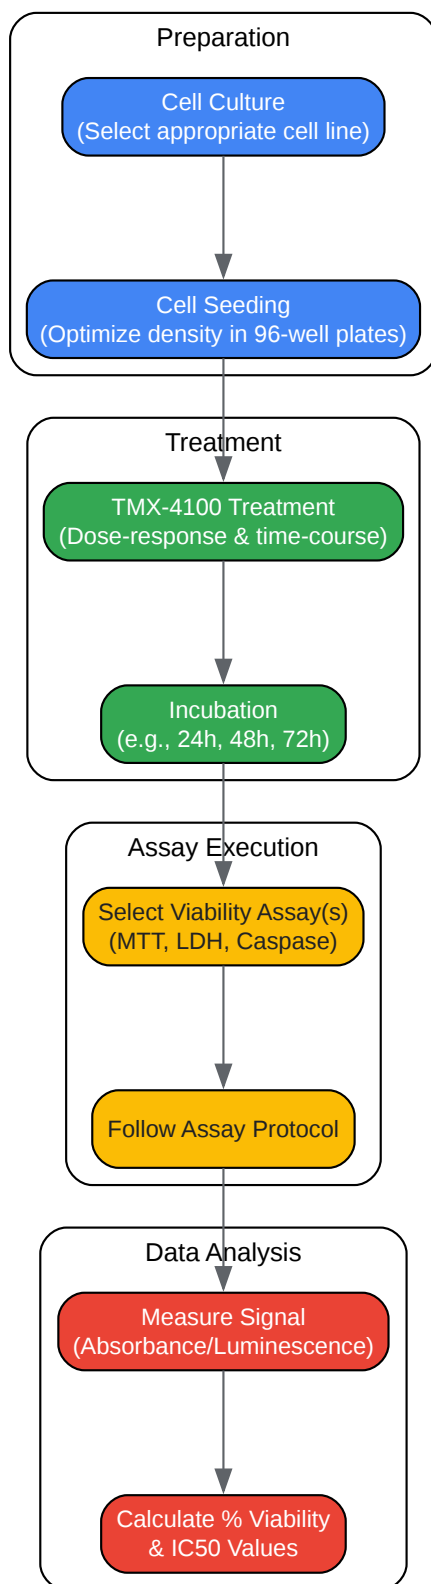 Preparation
Cell Culture
(Select appropriate cell line)
Cell Seeding
(Optimize density in 96-well plates)
Treatment
TMX-4100 Treatment
(Dose-response & time-course)
Incubation
(e.g., 24h, 48h, 72h)
Assay Execution
Select Viability Assay(s)
(MTT, LDH, Caspase)
Follow Assay Protocol
Data Analysis
Measure Signal
(Absorbance/Luminescence)
Calculate % Viability
& IC50 Values